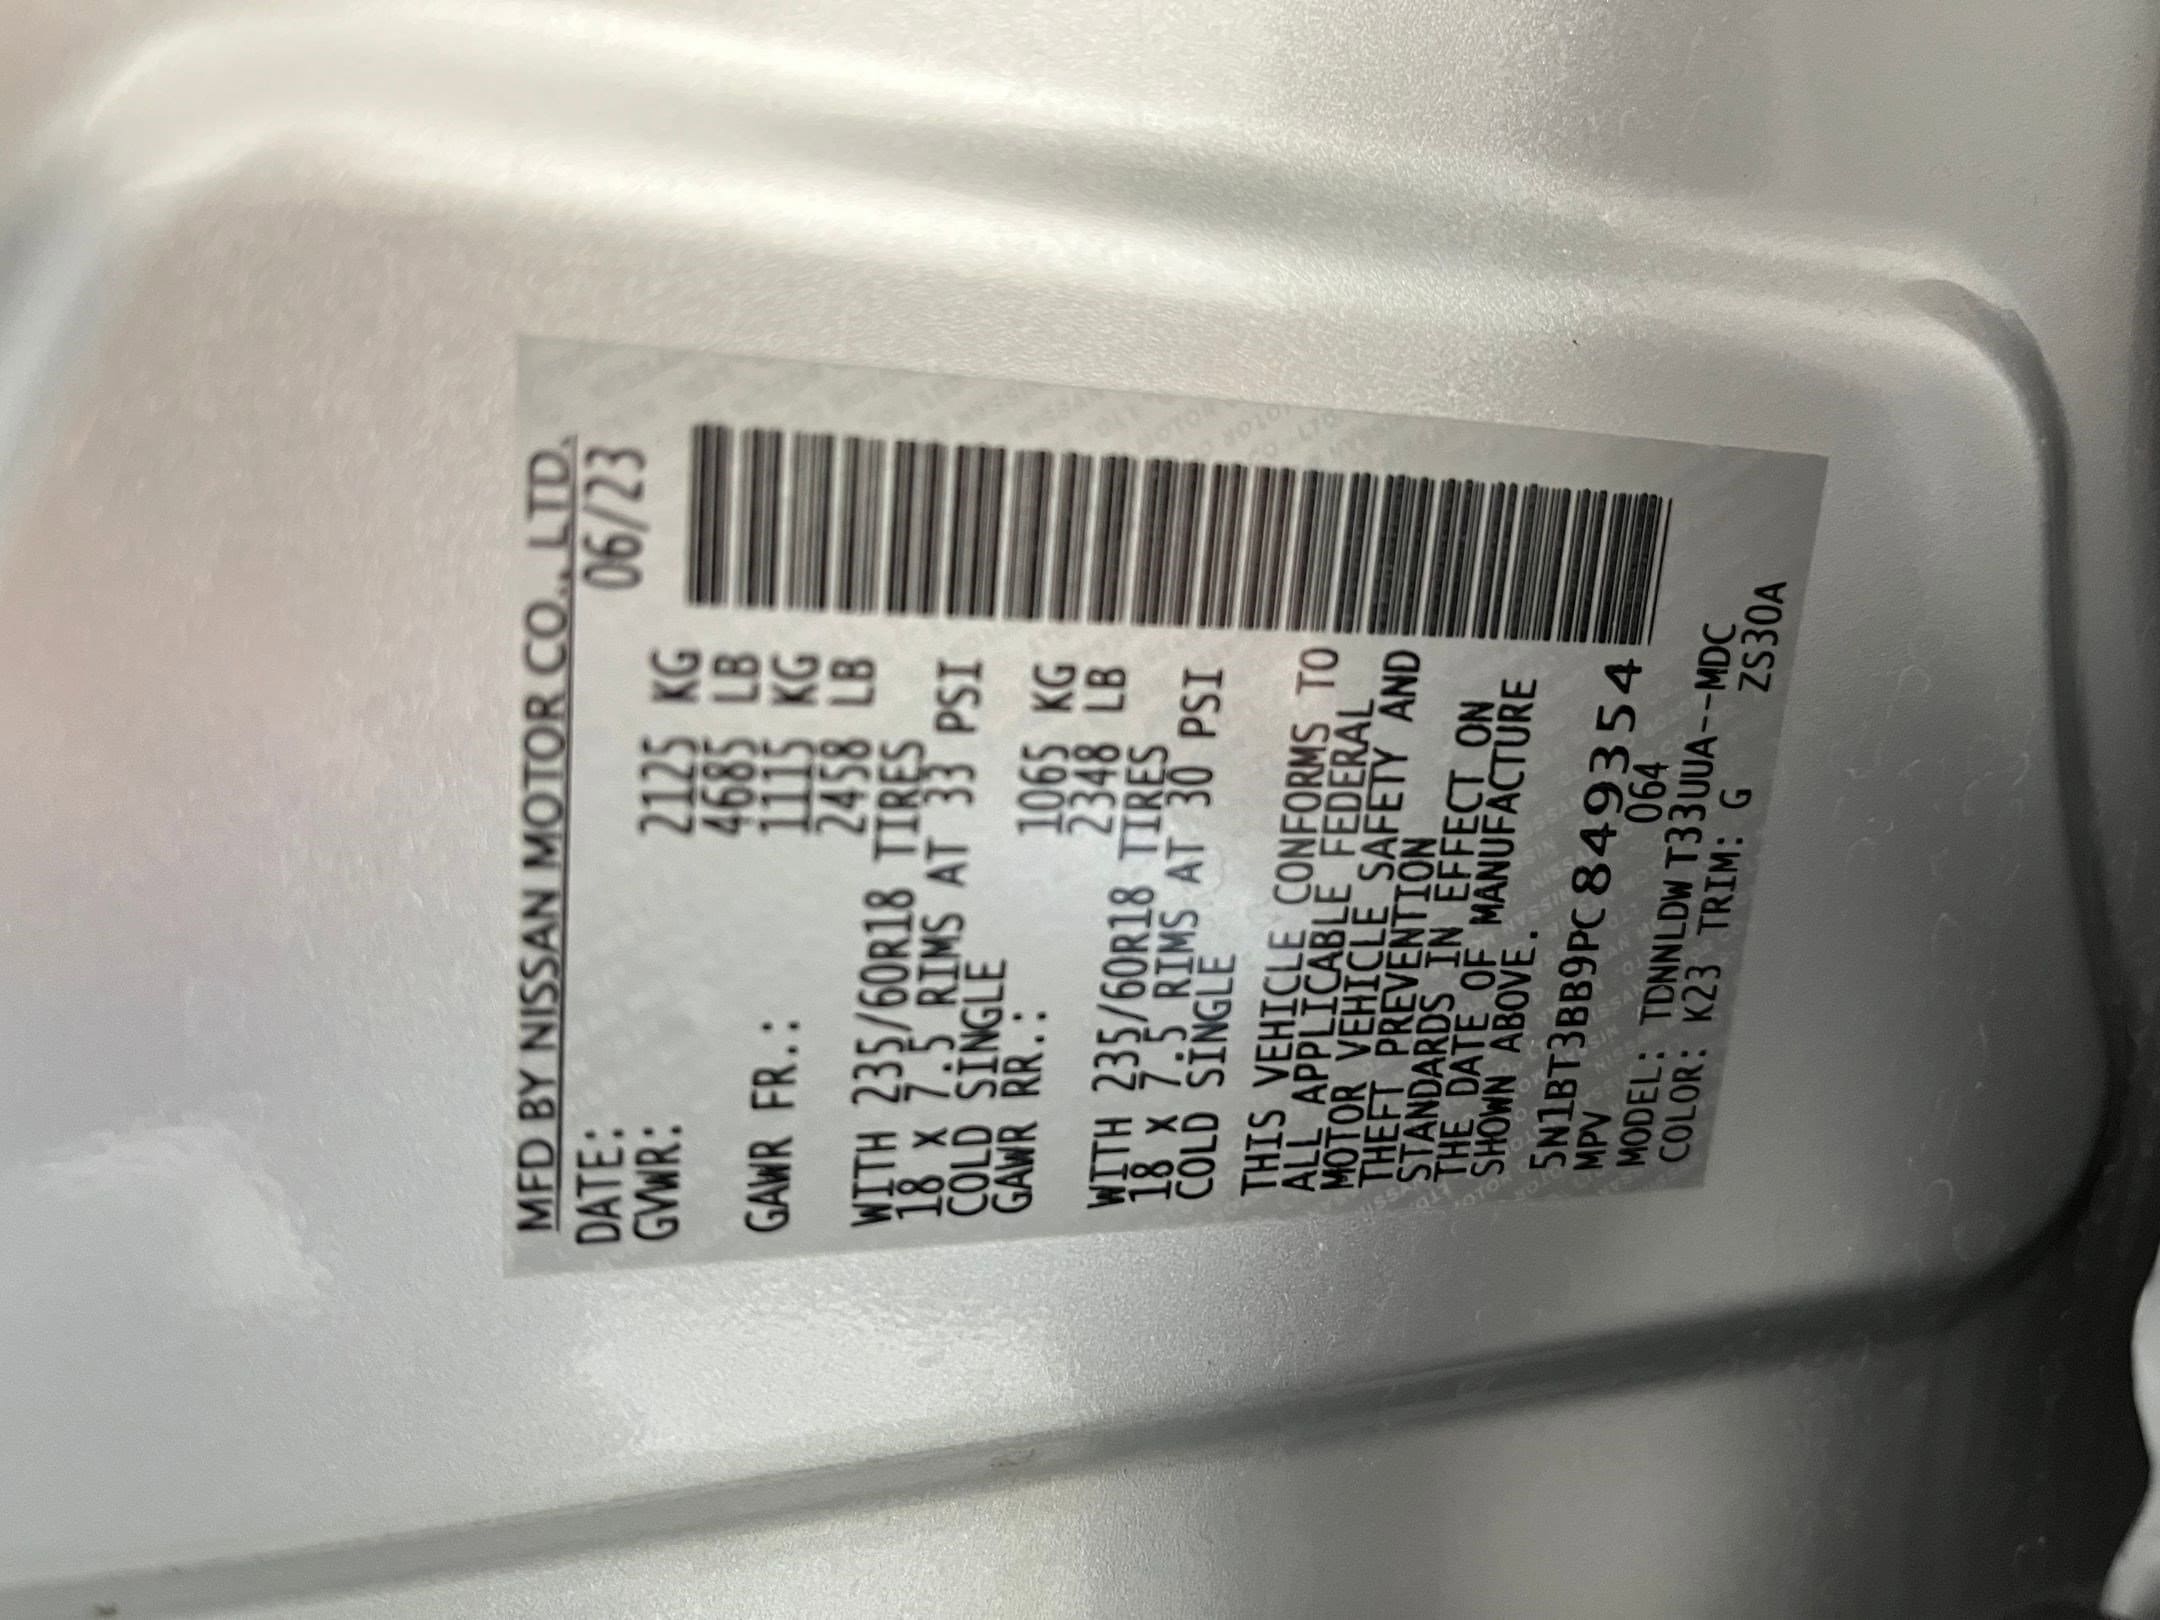 MFD BY NISSAN MOTOR CO., LTD.
DATE: 06/23
GVWR: 2125 KG
4685 LB
GAWR FR.: 1115 KG
2458 LB
WITH 235/60R18 TIRES
18 X 7.5 RIMS AT 33 PSI
COLD SINGLE
GAWR RR.: 1065 KG
2348 LB
WITH 235/60R18 TIRES
18 X 7.5 RIMS AT 30 PSI
COLD SINGLE
THIS VEHICLE CONFORMS TO
ALL APPLICABLE FEDERAL
MOTOR VEHICLE SAFETY AND
THEFT PREVENTION
STANDARDS IN EFFECT ON
THE DATE OF MANUFACTURE
SHOWN ABOVE.
5N1BT3BB9PC849354
MPV 064
MODEL: TDNNLDWT33UUA--MDC
COLOR: K23 TRIM: G ZS30A